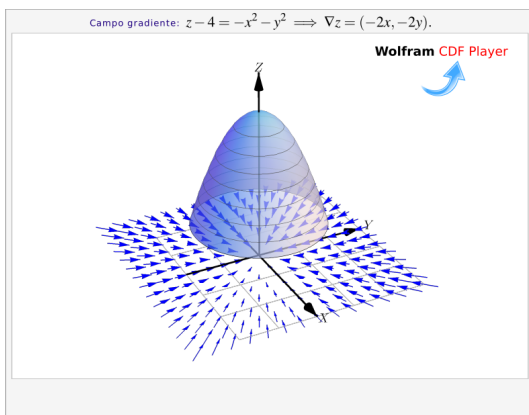 Campo gradiente: z − 4 = −x² − y² ⟹ ∇z = (−2x, −2y).
Wolfram CDF Player
Z
Y
X